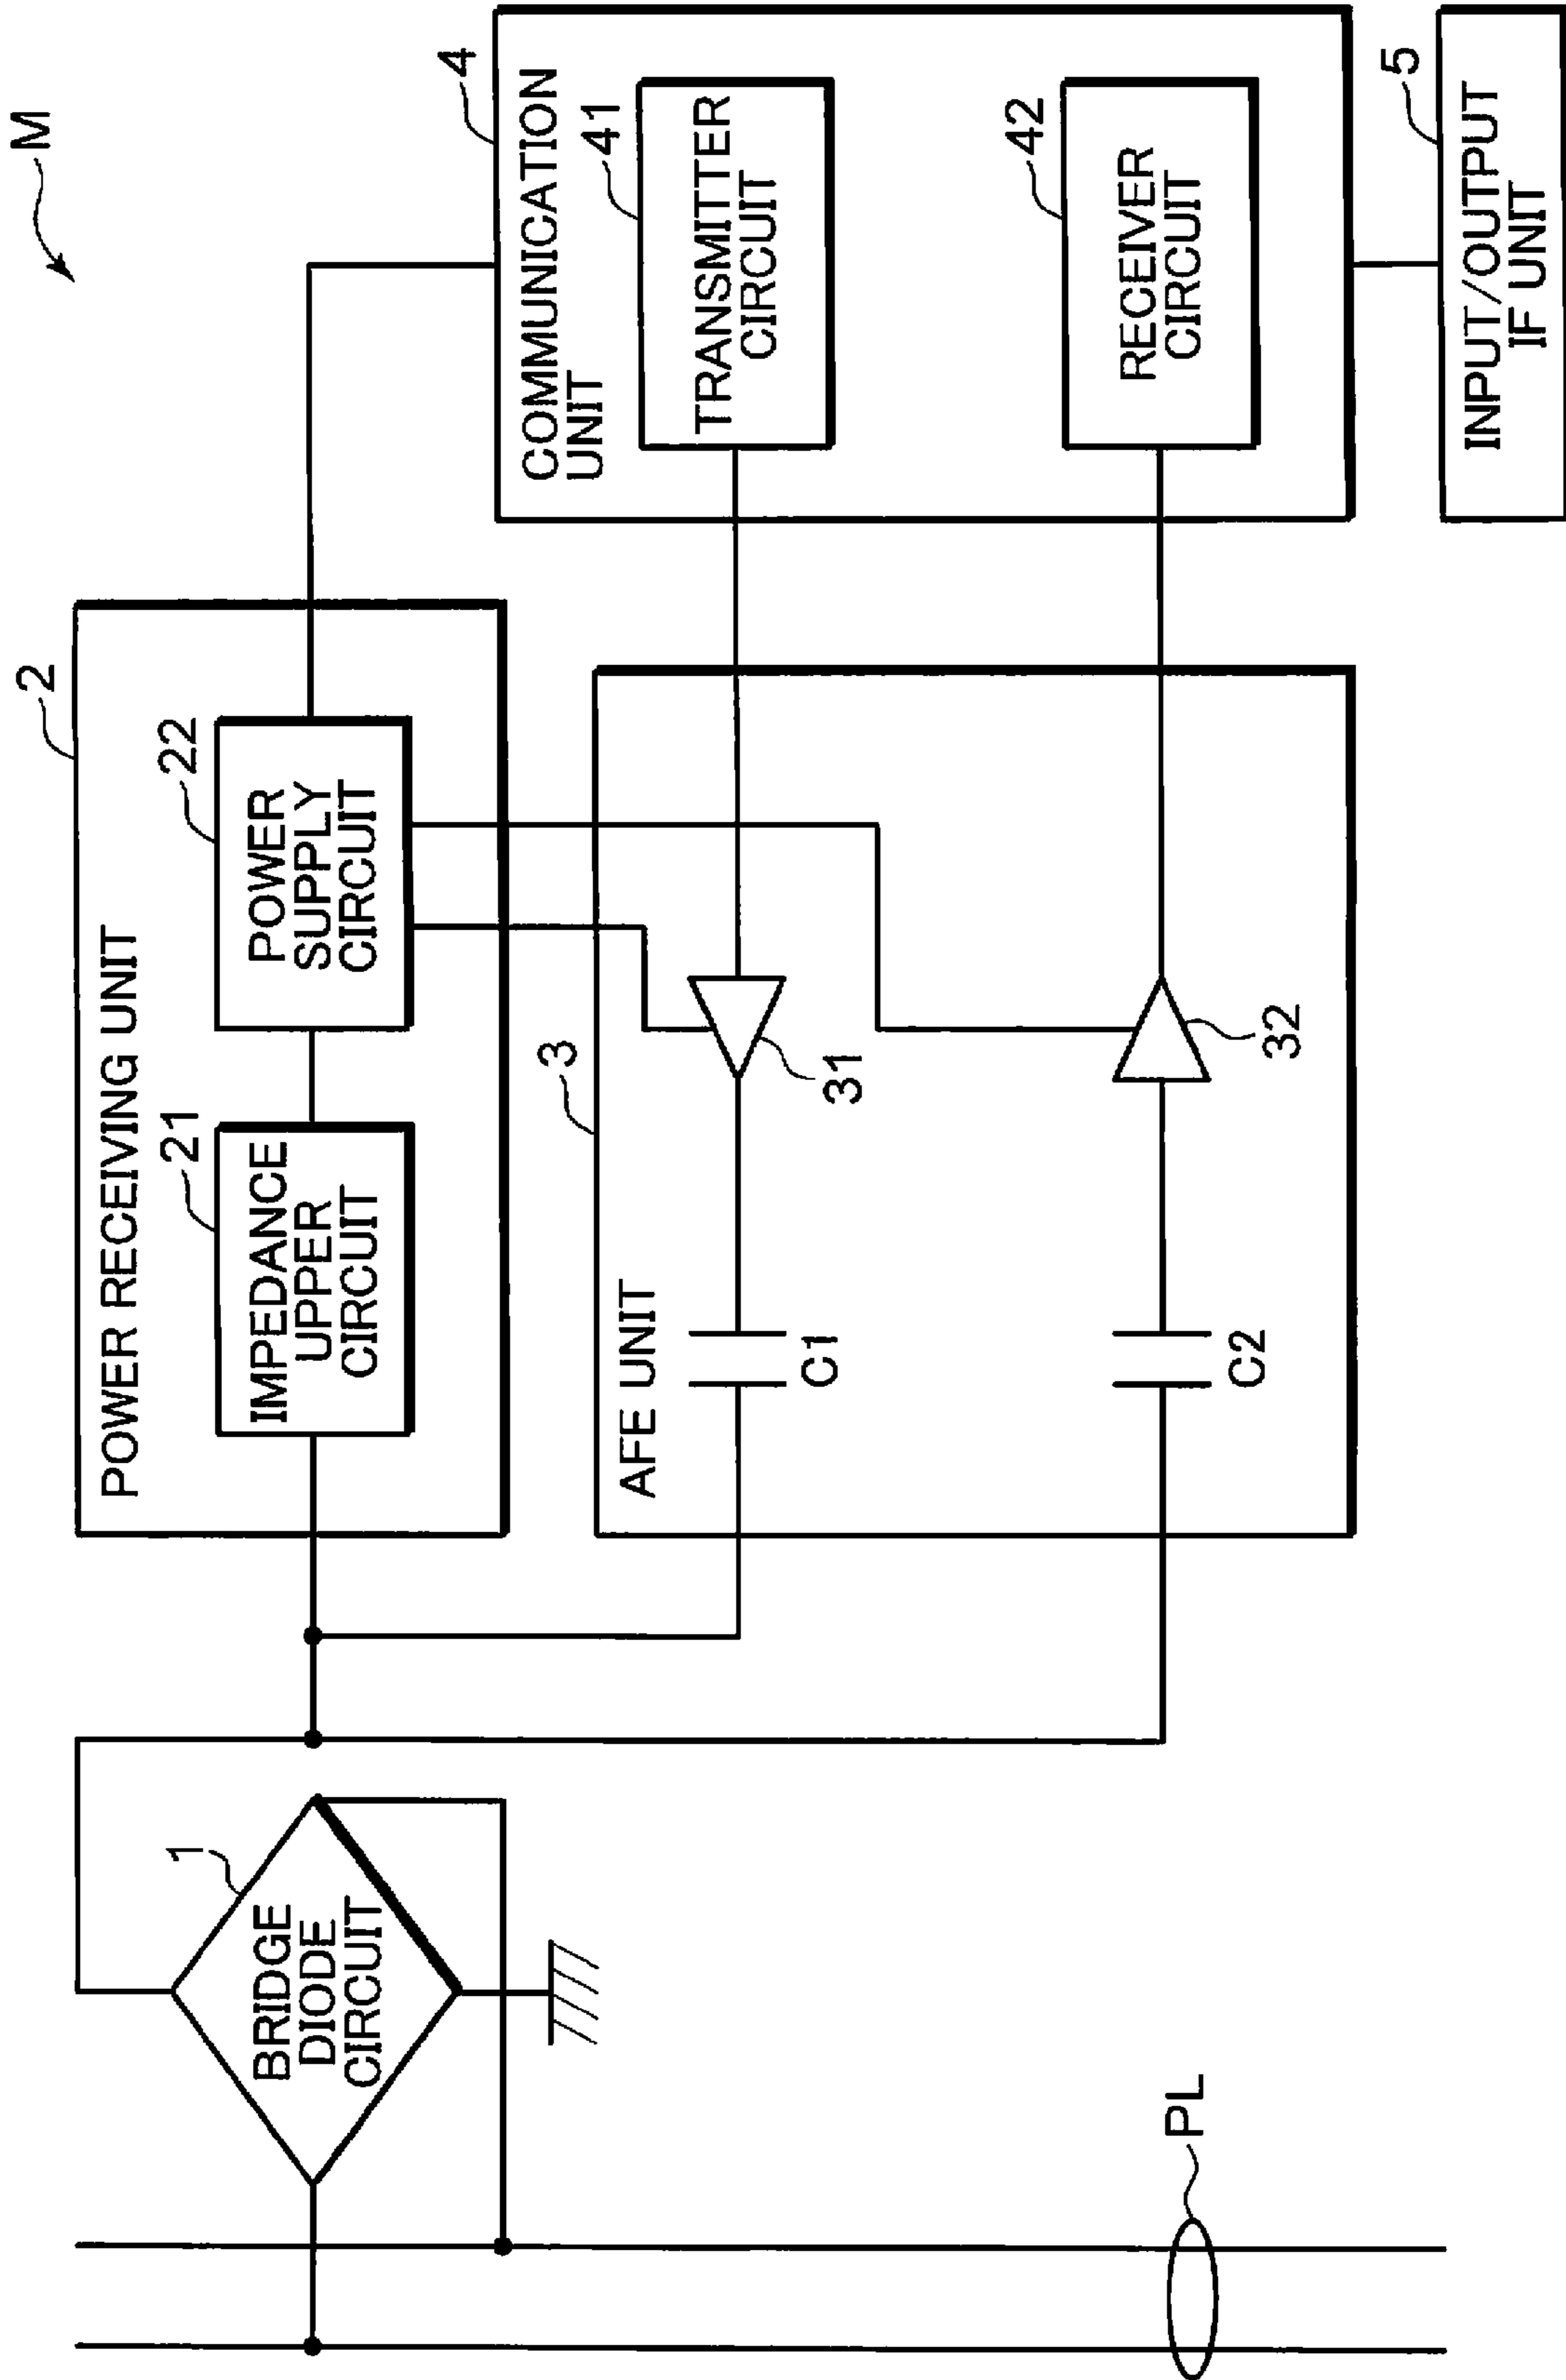 M
2
POWER RECEIVING UNIT
21
IMPEDANCE
UPPER
CIRCUIT
22
POWER
SUPPLY
CIRCUIT
4
COMMUNICATION
UNIT
41
TRANSMITTER
CIRCUIT
42
RECEIVER
CIRCUIT
5
INPUT/OUTPUT
IF UNIT
1
BRIDGE
DIODE
CIRCUIT
3
AFE UNIT
31
C1
32
C2
PL